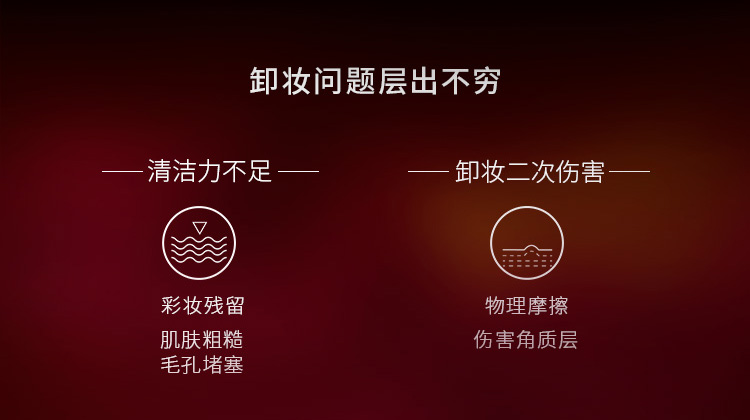 卸妆问题层出不穷
清洁力不足
彩妆残留
肌肤粗糙
毛孔堵塞
卸妆二次伤害
物理摩擦
伤害角质层